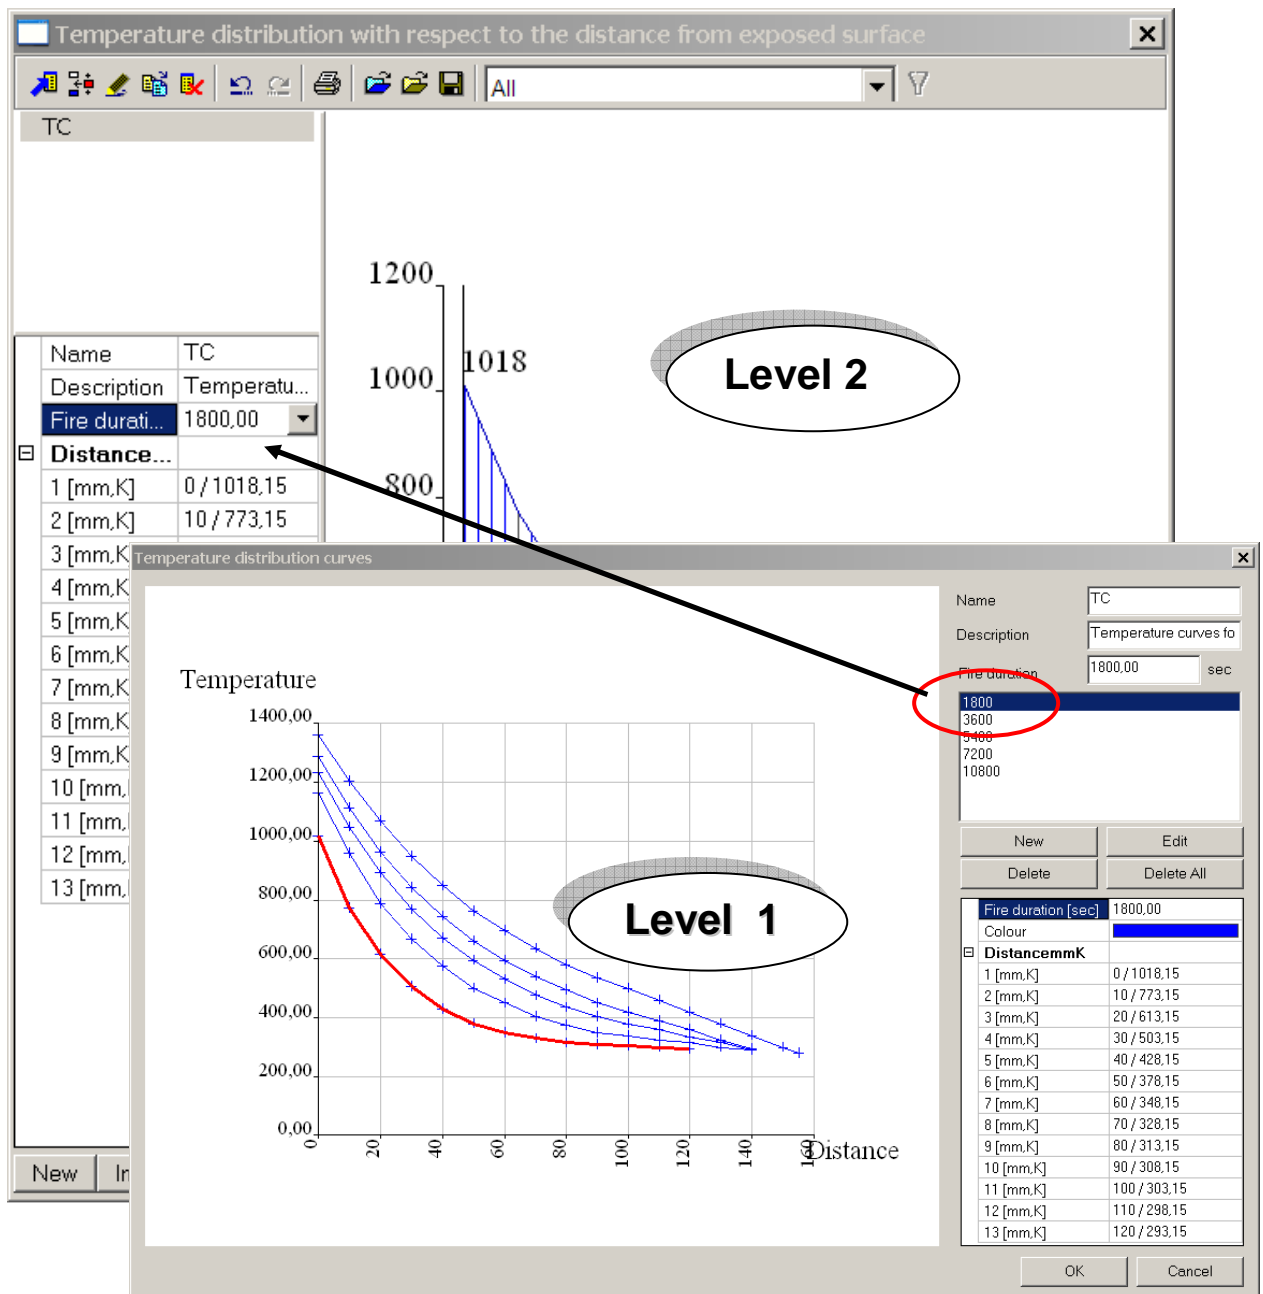 Temperature distribution with respect to the distance from exposed surface
All
TC
Name TC
Description Temperatu...
Fire durati... 1800,00
Distance...
1 [mm,K] 0 / 1018,15
2 [mm,K] 10 / 773,15
3 [mm,K
4 [mm,K
5 [mm,K
6 [mm,K
7 [mm,K
8 [mm,K
9 [mm,K
10 [mm,
11 [mm,
12 [mm,
13 [mm,
New In
1200
1000
800
1018
Level 2
Temperature distribution curves
Temperature
1400,00
1200,00
1000,00
800,00
600,00
400,00
200,00
0,00
0 20 40 60 80 100 120 140 160
Distance
Level 1
Name TC
Description Temperature curves fo
Fire duration 1800,00 sec
1800
3600
5400
7200
10800
New Edit
Delete Delete All
Fire duration [sec] 1800,00
Colour
DistancemmK
1 [mm,K] 0 / 1018,15
2 [mm,K] 10 / 773,15
3 [mm,K] 20 / 613,15
4 [mm,K] 30 / 503,15
5 [mm,K] 40 / 428,15
6 [mm,K] 50 / 378,15
7 [mm,K] 60 / 348,15
8 [mm,K] 70 / 328,15
9 [mm,K] 80 / 313,15
10 [mm,K] 90 / 308,15
11 [mm,K] 100 / 303,15
12 [mm,K] 110 / 298,15
13 [mm,K] 120 / 293,15
OK Cancel